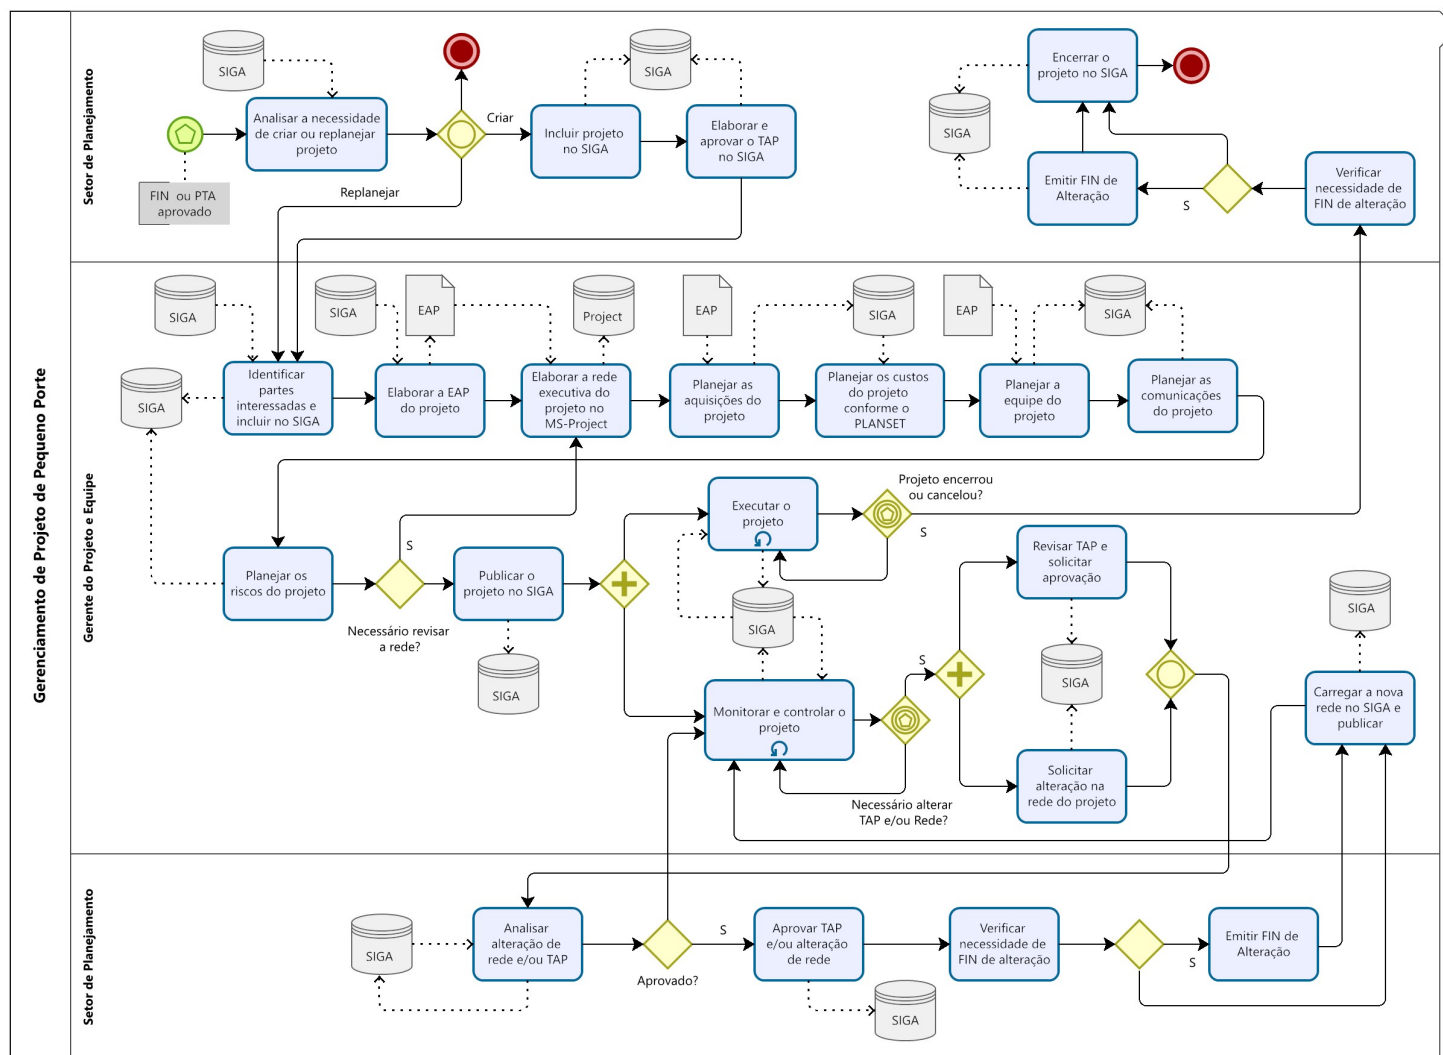 Gerenciamento de Projeto de Pequeno Porte
Setor de Planejamento
SIGA
Analisar a necessidade
de criar ou replanejar
projeto
FIN ou PTA
aprovado
Criar
Replanejar
Incluir projeto
no SIGA
SIGA
Elaborar e
aprovar o TAP
no SIGA
Encerrar o
projeto no SIGA
SIGA
Emitir FIN de
Alteração
S
Verificar
necessidade de
FIN de alteração
Gerente do Projeto e Equipe
SIGA
SIGA
EAP
Project
EAP
SIGA
EAP
SIGA
SIGA
Identificar
partes
interessadas e
incluir no SIGA
Elaborar a EAP
do projeto
Elaborar a rede
executiva do
projeto no
MS-Project
Planejar as
aquisições do
projeto
Planejar os custos
do projeto
conforme o
PLANSET
Planejar a
equipe do
projeto
Planejar as
comunicações
do projeto
Planejar os
riscos do projeto
S
Necessário revisar
a rede?
Publicar o
projeto no SIGA
SIGA
Executar o
projeto
Projeto encerrou
ou cancelou?
S
SIGA
Monitorar e controlar o
projeto
S
Necessário alterar
TAP e/ou Rede?
Revisar TAP e
solicitar
aprovação
SIGA
Solicitar
alteração na
rede do projeto
SIGA
Carregar a nova
rede no SIGA e
publicar
Setor de Planejamento
SIGA
Analisar
alteração de
rede e/ou TAP
Aprovado?
S
Aprovar TAP
e/ou alteração
de rede
SIGA
Verificar
necessidade de
FIN de alteração
S
Emitir FIN de
Alteração